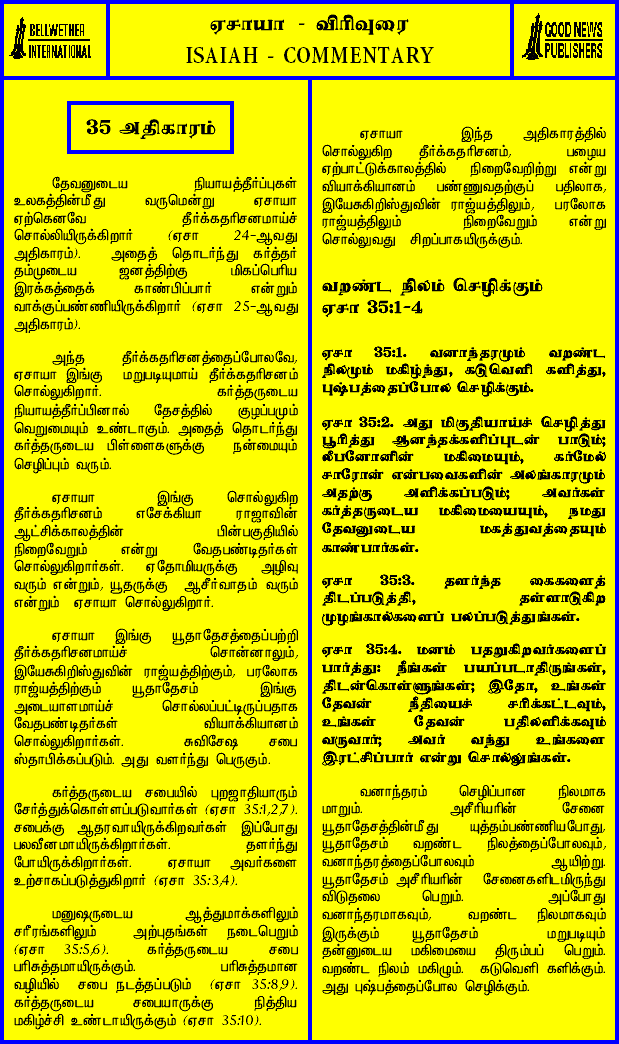 BELLWETHER
INTERNATIONAL
ஏசாயா - விரிவுரை
ISAIAH - COMMENTARY
GOOD NEWS
PUBLISHERS
35 அதிகாரம்
தேவனுடைய நியாயத்தீர்ப்புகள்
உலகத்தின்மீது வருமென்று ஏசாயா
ஏற்கெனவே தீர்க்கதரிசனமாய்ச்
சொல்லியிருக்கிறார் (ஏசா 24-ஆவது
அதிகாரம்). அதைத் தொடர்ந்து கர்த்தர்
தம்முடைய ஜனத்திற்கு மிகப்பெரிய
இரக்கத்தைக் காண்பிப்பார் என்றும்
வாக்குப்பண்ணியிருக்கிறார் (ஏசா 25-ஆவது
அதிகாரம்).
அந்த தீர்க்கதரிசனத்தைப்போலவே,
ஏசாயா இங்கு மறுபடியுமாய் தீர்க்கதரிசனம்
சொல்லுகிறார். கர்த்தருடைய
நியாயத்தீர்ப்பினால் தேசத்தில் குழப்பமும்
வெறுமையும் உண்டாகும். அதைத் தொடர்ந்து
கர்த்தருடைய பிள்ளைகளுக்கு நன்மையும்
செழிப்பும் வரும்.
ஏசாயா இங்கு சொல்லுகிற
தீர்க்கதரிசனம் எசேக்கியா ராஜாவின்
ஆட்சிக்காலத்தின் பின்பகுதியில்
நிறைவேறும் என்று வேதபண்டிதர்கள்
சொல்லுகிறார்கள். ஏதோமியருக்கு அழிவு
வரும் என்றும், யூதருக்கு ஆசீர்வாதம் வரும்
என்றும் ஏசாயா சொல்லுகிறார்.
ஏசாயா இங்கு யூதாதேசத்தைப்பற்றி
தீர்க்கதரிசனமாய்ச் சொன்னாலும்,
இயேசுகிறிஸ்துவின் ராஜ்யத்திற்கும், பரலோக
ராஜ்யத்திற்கும் யூதாதேசம் இங்கு
அடையாளமாய்ச் சொல்லப்பட்டிருப்பதாக
வேதபண்டிதர்கள் வியாக்கியானம்
சொல்லுகிறார்கள். சுவிசேஷ சபை
ஸ்தாபிக்கப்படும். அது வளர்ந்து பெருகும்.
கர்த்தருடைய சபையில் புறஜாதியாரும்
சேர்த்துக்கொள்ளப்படுவார்கள் (ஏசா 35:1,2,7).
சபைக்கு ஆதரவாயிருக்கிறவர்கள் இப்போது
பலவீனமாயிருக்கிறார்கள். தளர்ந்து
போயிருக்கிறார்கள். ஏசாயா அவர்களை
உற்சாகப்படுத்துகிறார் (ஏசா 35:3,4).
மனுஷருடைய ஆத்துமாக்களிலும்
சரீரங்களிலும் அற்புதங்கள் நடைபெறும்
(ஏசா 35:5,6). கர்த்தருடைய சபை
பரிசுத்தமாயிருக்கும். பரிசுத்தமான
வழியில் சபை நடத்தப்படும் (ஏசா 35:8,9).
கர்த்தருடைய சபையாருக்கு நித்திய
மகிழ்ச்சி உண்டாயிருக்கும் (ஏசா 35:10).
ஏசாயா இந்த அதிகாரத்தில்
சொல்லுகிற தீர்க்கதரிசனம், பழைய
ஏற்பாட்டுக்காலத்தில் நிறைவேறிற்று என்று
வியாக்கியானம் பண்ணுவதற்குப் பதிலாக,
இயேசுகிறிஸ்துவின் ராஜ்யத்திலும், பரலோக
ராஜ்யத்திலும் நிறைவேறும் என்று
சொல்லுவது சிறப்பாகயிருக்கும்.
வறண்ட நிலம் செழிக்கும்
ஏசா 35:1-4
ஏசா 35:1. வனாந்தரமும் வறண்ட
நிலமும் மகிழ்ந்து, கடுவெளி களித்து,
புஷ்பத்தைப்போல செழிக்கும்.
ஏசா 35:2. அது மிகுதியாய்ச் செழித்து
பூரித்து ஆனந்தக்களிப்புடன் பாடும்;
லீபனோனின் மகிமையும், கர்மேல்
சாரோன் என்பவைகளின் அலங்காரமும்
அதற்கு அளிக்கப்படும்; அவர்கள்
கர்த்தருடைய மகிமையையும், நமது
தேவனுடைய மகத்துவத்தையும்
காண்பார்கள்.
ஏசா 35:3. தளர்ந்த கைகளைத்
திடப்படுத்தி, தள்ளாடுகிற
முழங்கால்களைப் பலப்படுத்துங்கள்.
ஏசா 35:4. மனம் பதறுகிறவர்களைப்
பார்த்து: நீங்கள் பயப்படாதிருங்கள்,
திடன்கொள்ளுங்கள்; இதோ, உங்கள்
தேவன் நீதியைச் சரிக்கட்டவும்,
உங்கள் தேவன் பதிலளிக்கவும்
வருவார்; அவர் வந்து உங்களை
இரட்சிப்பார் என்று சொல்லுங்கள்.
வனாந்தரம் செழிப்பான நிலமாக
மாறும். அசீரியரின் சேனை
யூதாதேசத்தின்மீது யுத்தம்பண்ணியபோது,
யூதாதேசம் வறண்ட நிலத்தைப்போலவும்,
வனாந்தரத்தைப்போலவும் ஆயிற்று.
யூதாதேசம் அசீரியரின் சேனைகளிடமிருந்து
விடுதலை பெறும். அப்போது
வனாந்தரமாகவும், வறண்ட நிலமாகவும்
இருக்கும் யூதாதேசம் மறுபடியும்
தன்னுடைய மகிமையை திரும்பப் பெறும்.
வறண்ட நிலம் மகிழும். கடுவெளி களிக்கும்.
அது புஷ்பத்தைப்போல செழிக்கும்.